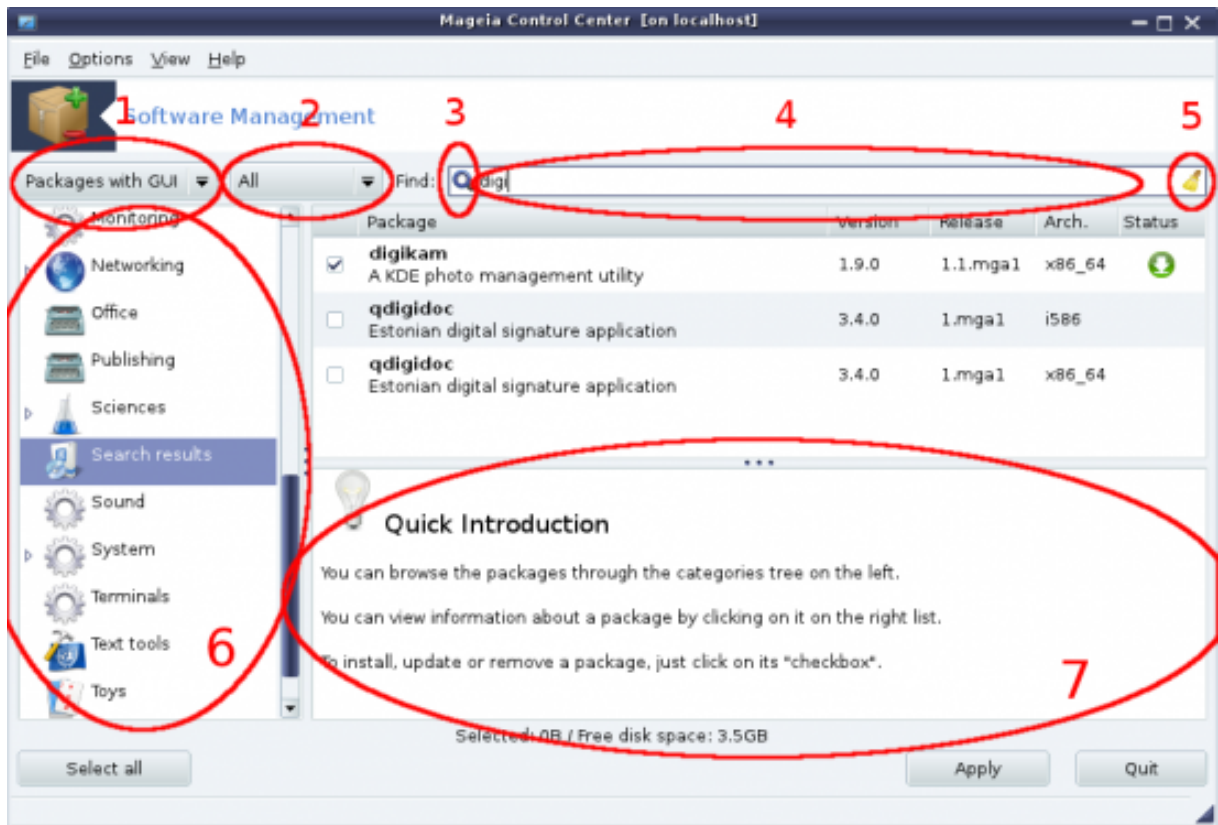 Mageia Control Center [on localhost]
File Options View Help
Software Management
1 2 3 4 5
Packages with GUI All Find: digi
Package Version Release Arch. Status
digikam
A KDE photo management utility
1.9.0 1.1.mga1 x86_64
qdigidoc
Estonian digital signature application
3.4.0 1.mga1 i586
qdigidoc
Estonian digital signature application
3.4.0 1.mga1 x86_64
Monitoring
Networking
Office
Publishing
Sciences
Search results
Sound
System
Terminals
Text tools
Toys
6
Quick Introduction
You can browse the packages through the categories tree on the left.
You can view information about a package by clicking on it on the right list.
To install, update or remove a package, just click on its "checkbox".
7
Selected: 0B / Free disk space: 3.5GB
Select all Apply Quit